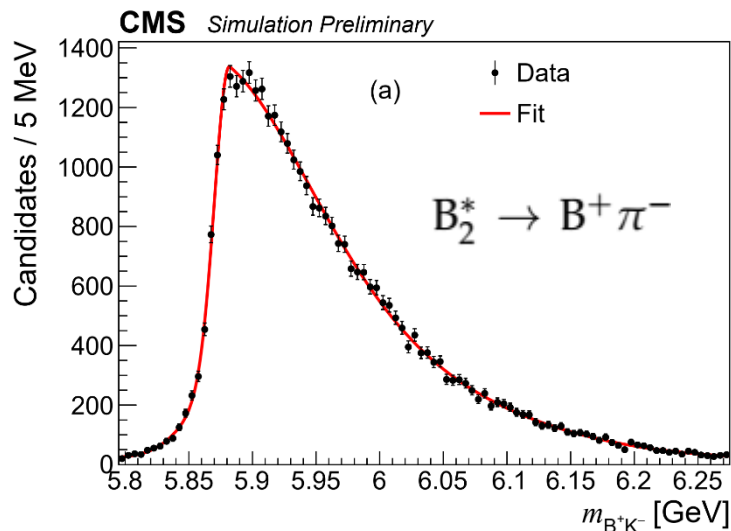 CMS Simulation Preliminary
Candidates / 5 MeV
1400
1200
1000
800
600
400
200
0
(a)
Data
Fit
B₂* → B⁺π⁻
5.8 5.85 5.9 5.95 6 6.05 6.1 6.15 6.2 6.25
m_B⁺K⁻ [GeV]